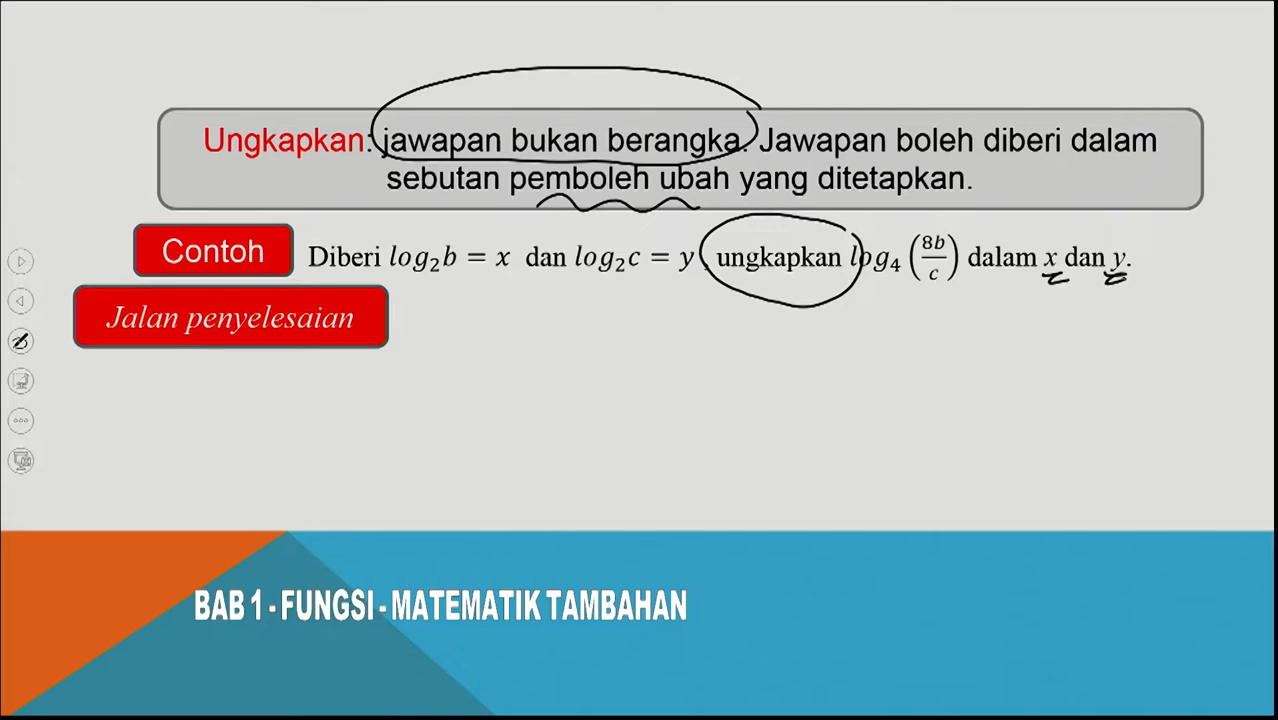 Ungkapkan: jawapan bukan berangka. Jawapan boleh diberi dalam
sebutan pemboleh ubah yang ditetapkan.
Contoh
Diberi log₂b = x dan log₂c = y, ungkapkan log₄(8b/c) dalam x dan y.
Jalan penyelesaian
BAB 1 - FUNGSI - MATEMATIK TAMBAHAN